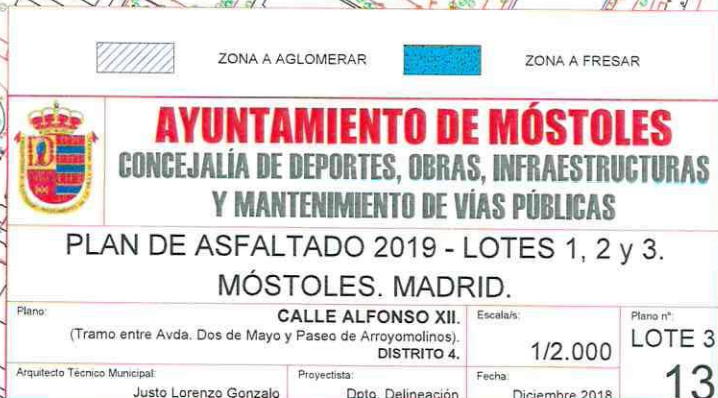 ZONA A AGLOMERAR ZONA A FRESAR
AYUNTAMIENTO DE MÓSTOLES
CONCEJALÍA DE DEPORTES, OBRAS, INFRAESTRUCTURAS
Y MANTENIMIENTO DE VÍAS PÚBLICAS
PLAN DE ASFALTADO 2019 - LOTES 1, 2 y 3.
MÓSTOLES. MADRID.
Plano:
CALLE ALFONSO XII.
(Tramo entre Avda. Dos de Mayo y Paseo de Arroyomolinos).
DISTRITO 4.
Escala/s:
1/2.000
Plano nº:
LOTE 3
13
Arquitecto Técnico Municipal:
Justo Lorenzo Gonzalo
Proyectista:
Dpto. Delineación
Fecha:
Diciembre 2018